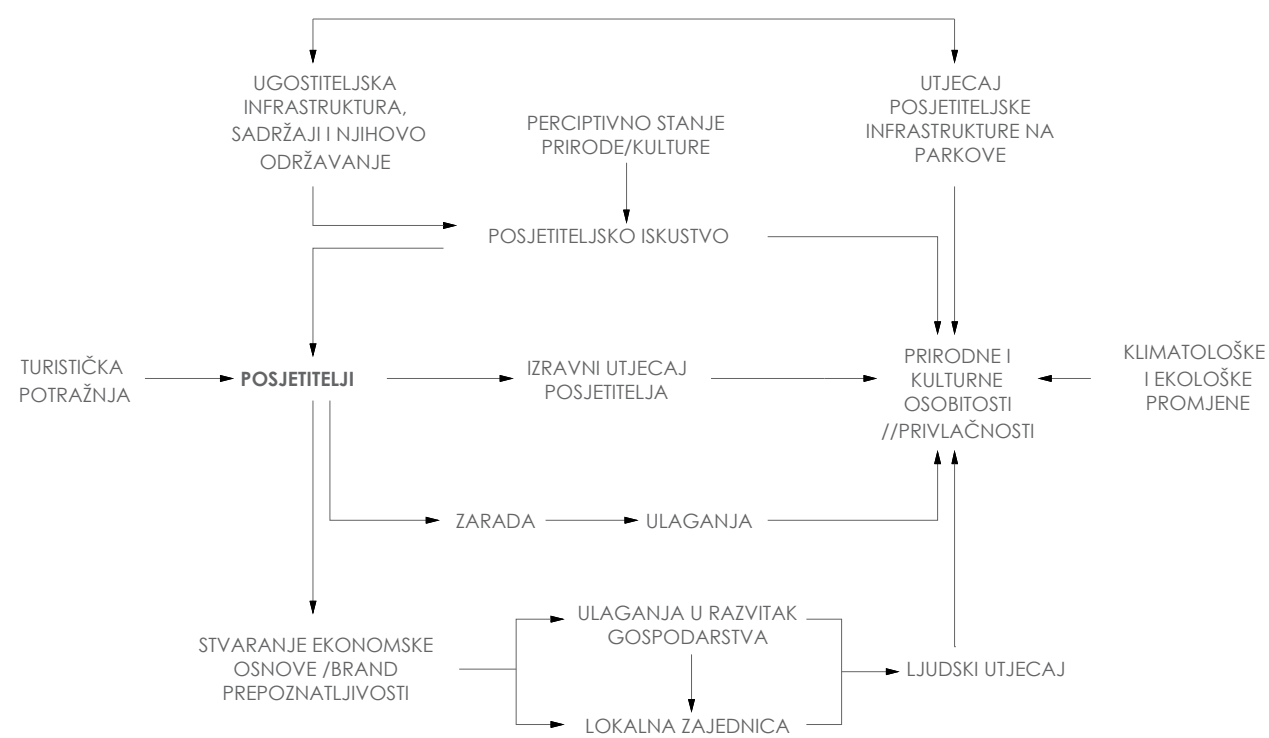 UGOSTITELJSKA
INFRASTRUKTURA,
SADRŽAJI I NJIHOVO
ODRŽAVANJE
PERCIPTIVNO STANJE
PRIRODE/KULTURE
UTJECAJ
POSJETITELJSKE
INFRASTRUKTURE NA
PARKOVE
POSJETITELJSKO ISKUSTVO
TURISTIČKA
POTRAŽNJA
POSJETITELJI
IZRAVNI UTJECAJ
POSJETITELJA
PRIRODNE I
KULTURNE
OSOBITOSTI
//PRIVLAČNOSTI
KLIMATOLOŠKE
I EKOLOŠKE
PROMJENE
ZARADA
ULAGANJA
STVARANJE EKONOMSKE
OSNOVE /BRAND
PREPOZNATLJIVOSTI
ULAGANJA U RAZVITAK
GOSPODARSTVA
LOKALNA ZAJEDNICA
LJUDSKI UTJECAJ